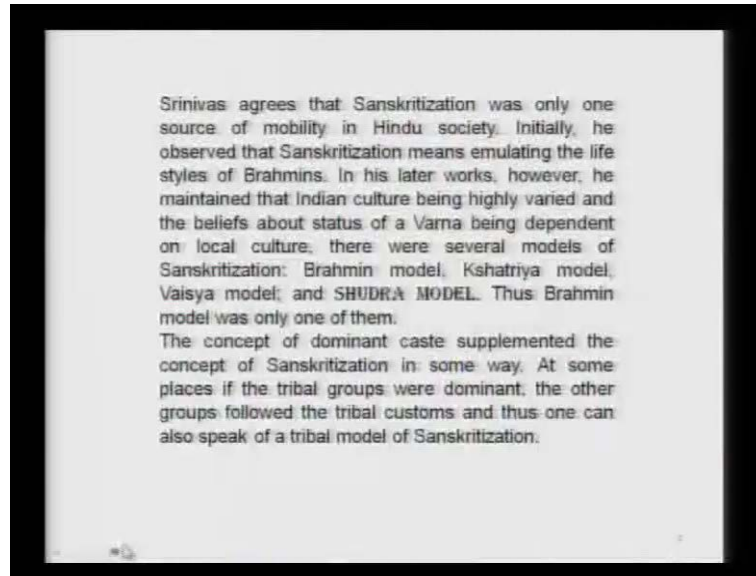 Srinivas agrees that Sanskritization was only one
source of mobility in Hindu society. Initially, he
observed that Sanskritization means emulating the life
styles of Brahmins. In his later works, however, he
maintained that Indian culture being highly varied and
the beliefs about status of a Varna being dependent
on local culture, there were several models of
Sanskritization: Brahmin model, Kshatriya model,
Vaisya model; and SHUDRA MODEL. Thus Brahmin
model was only one of them.
The concept of dominant caste supplemented the
concept of Sanskritization in some way. At some
places if the tribal groups were dominant, the other
groups followed the tribal customs and thus one can
also speak of a tribal model of Sanskritization.